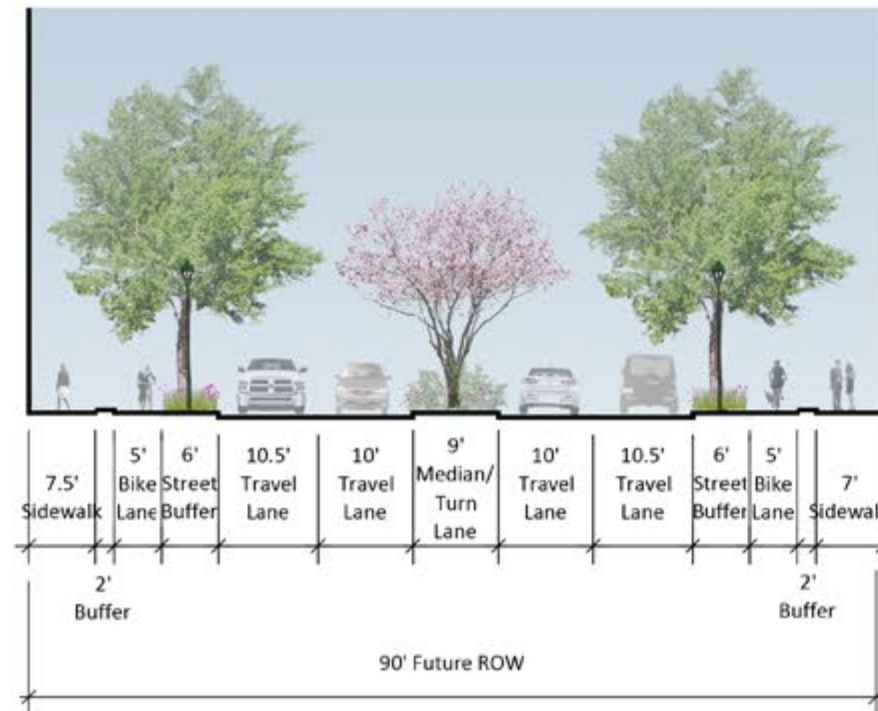 7.5'
Sidewalk
5'
Bike
Lane
6'
Street
Buffer
10.5'
Travel
Lane
10'
Travel
Lane
9'
Median/
Turn
Lane
10'
Travel
Lane
10.5'
Travel
Lane
6'
Street
Buffer
5'
Bike
Lane
7'
Sidewal
2'
Buffer
2'
Buffer
90' Future ROW